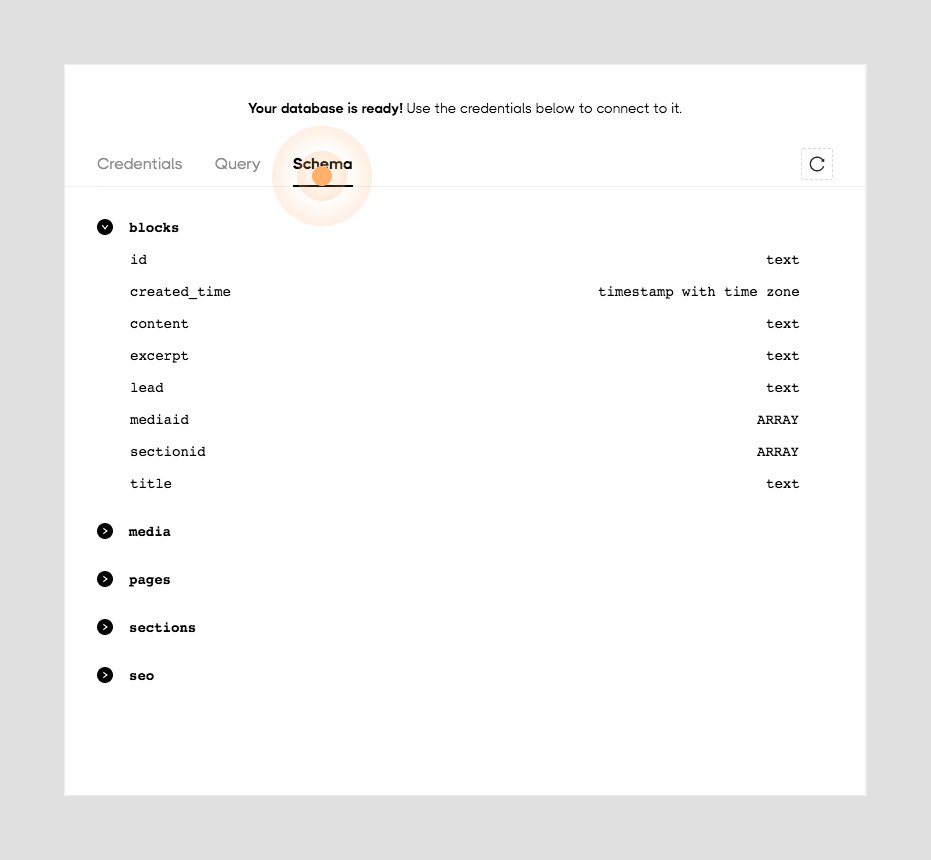 Your database is ready! Use the credentials below to connect to it.
Credentials Query Schema
blocks
id text
created_time timestamp with time zone
content text
excerpt text
lead text
mediaid ARRAY
sectionid ARRAY
title text
media
pages
sections
seo